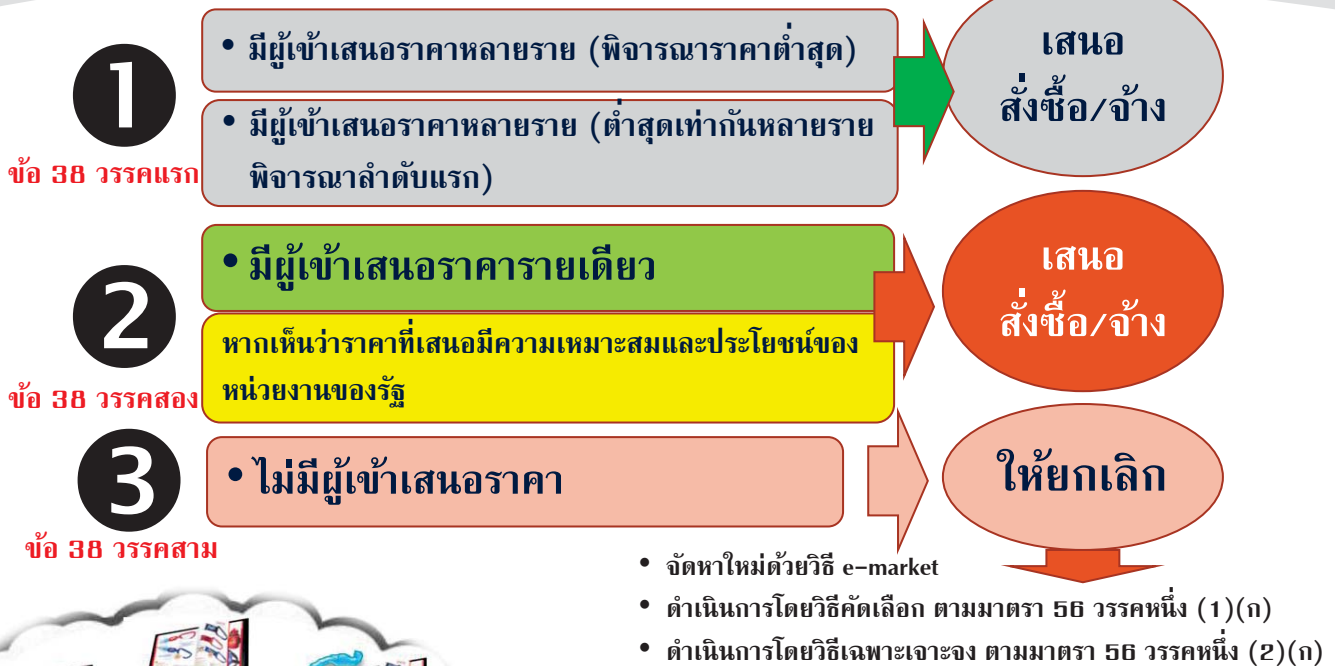 1
ข้อ 38 วรรคแรก
• มีผู้เข้าเสนอราคาหลายราย (พิจารณาราคาต่ำสุด)
• มีผู้เข้าเสนอราคาหลายราย (ต่ำสุดเท่ากันหลายราย
พิจารณาลำดับแรก)
เสนอ
สั่งซื้อ/จ้าง
2
ข้อ 38 วรรคสอง
• มีผู้เข้าเสนอราคารายเดียว
หากเห็นว่าราคาที่เสนอมีความเหมาะสมและประโยชน์ของ
หน่วยงานของรัฐ
เสนอ
สั่งซื้อ/จ้าง
3
ข้อ 38 วรรคสาม
• ไม่มีผู้เข้าเสนอราคา
ให้ยกเลิก
• จัดหาใหม่ด้วยวิธี e-market
• ดำเนินการโดยวิธีคัดเลือก ตามมาตรา 56 วรรคหนึ่ง (1)(ก)
• ดำเนินการโดยวิธีเฉพาะเจาะจง ตามมาตรา 56 วรรคหนึ่ง (2)(ก)